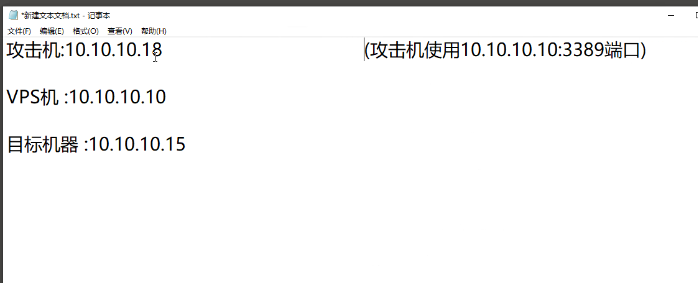 *新建文本文档.txt - 记事本
文件(F) 编辑(E) 格式(O) 查看(V) 帮助(H)
攻击机:10.10.10.18 (攻击机使用10.10.10.10:3389端口)
VPS机 :10.10.10.10
目标机器 :10.10.10.15